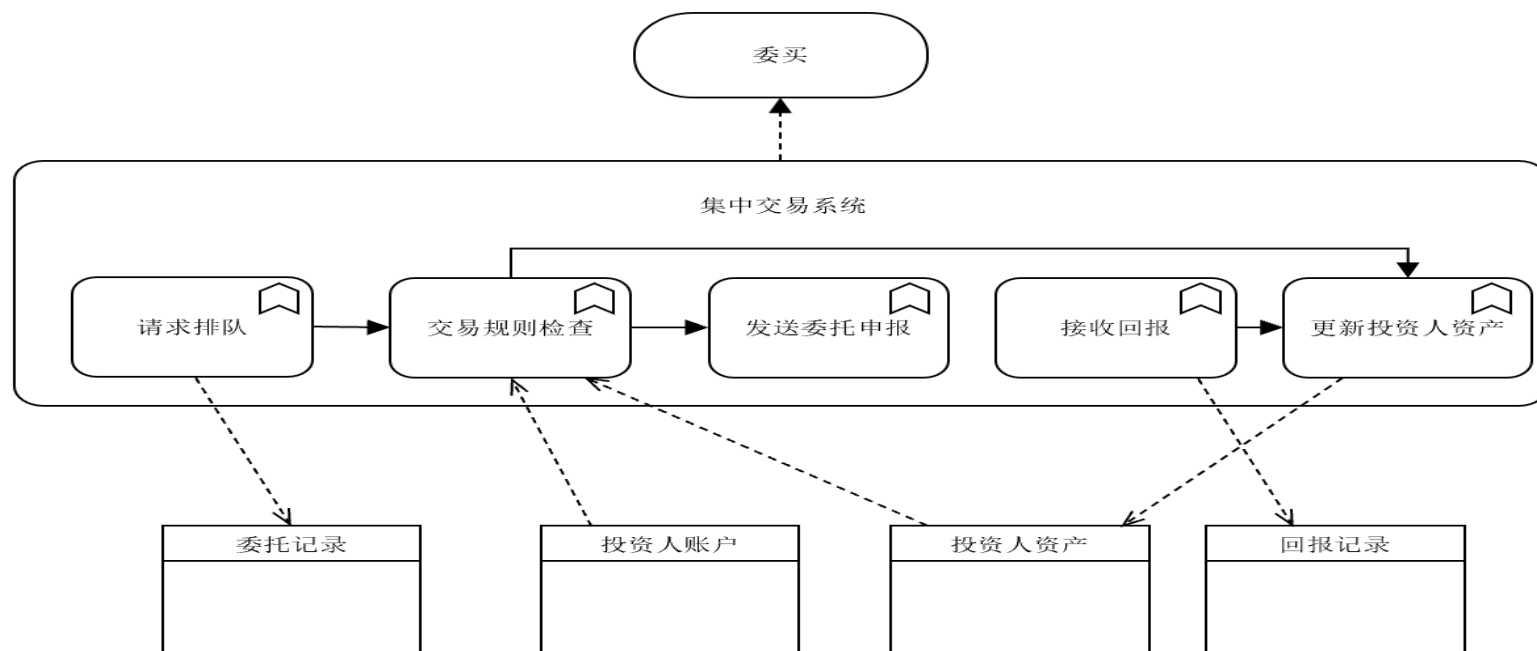 委买
集中交易系统
请求排队
交易规则检查
发送委托申报
接收回报
更新投资人资产
委托记录
投资人账户
投资人资产
回报记录